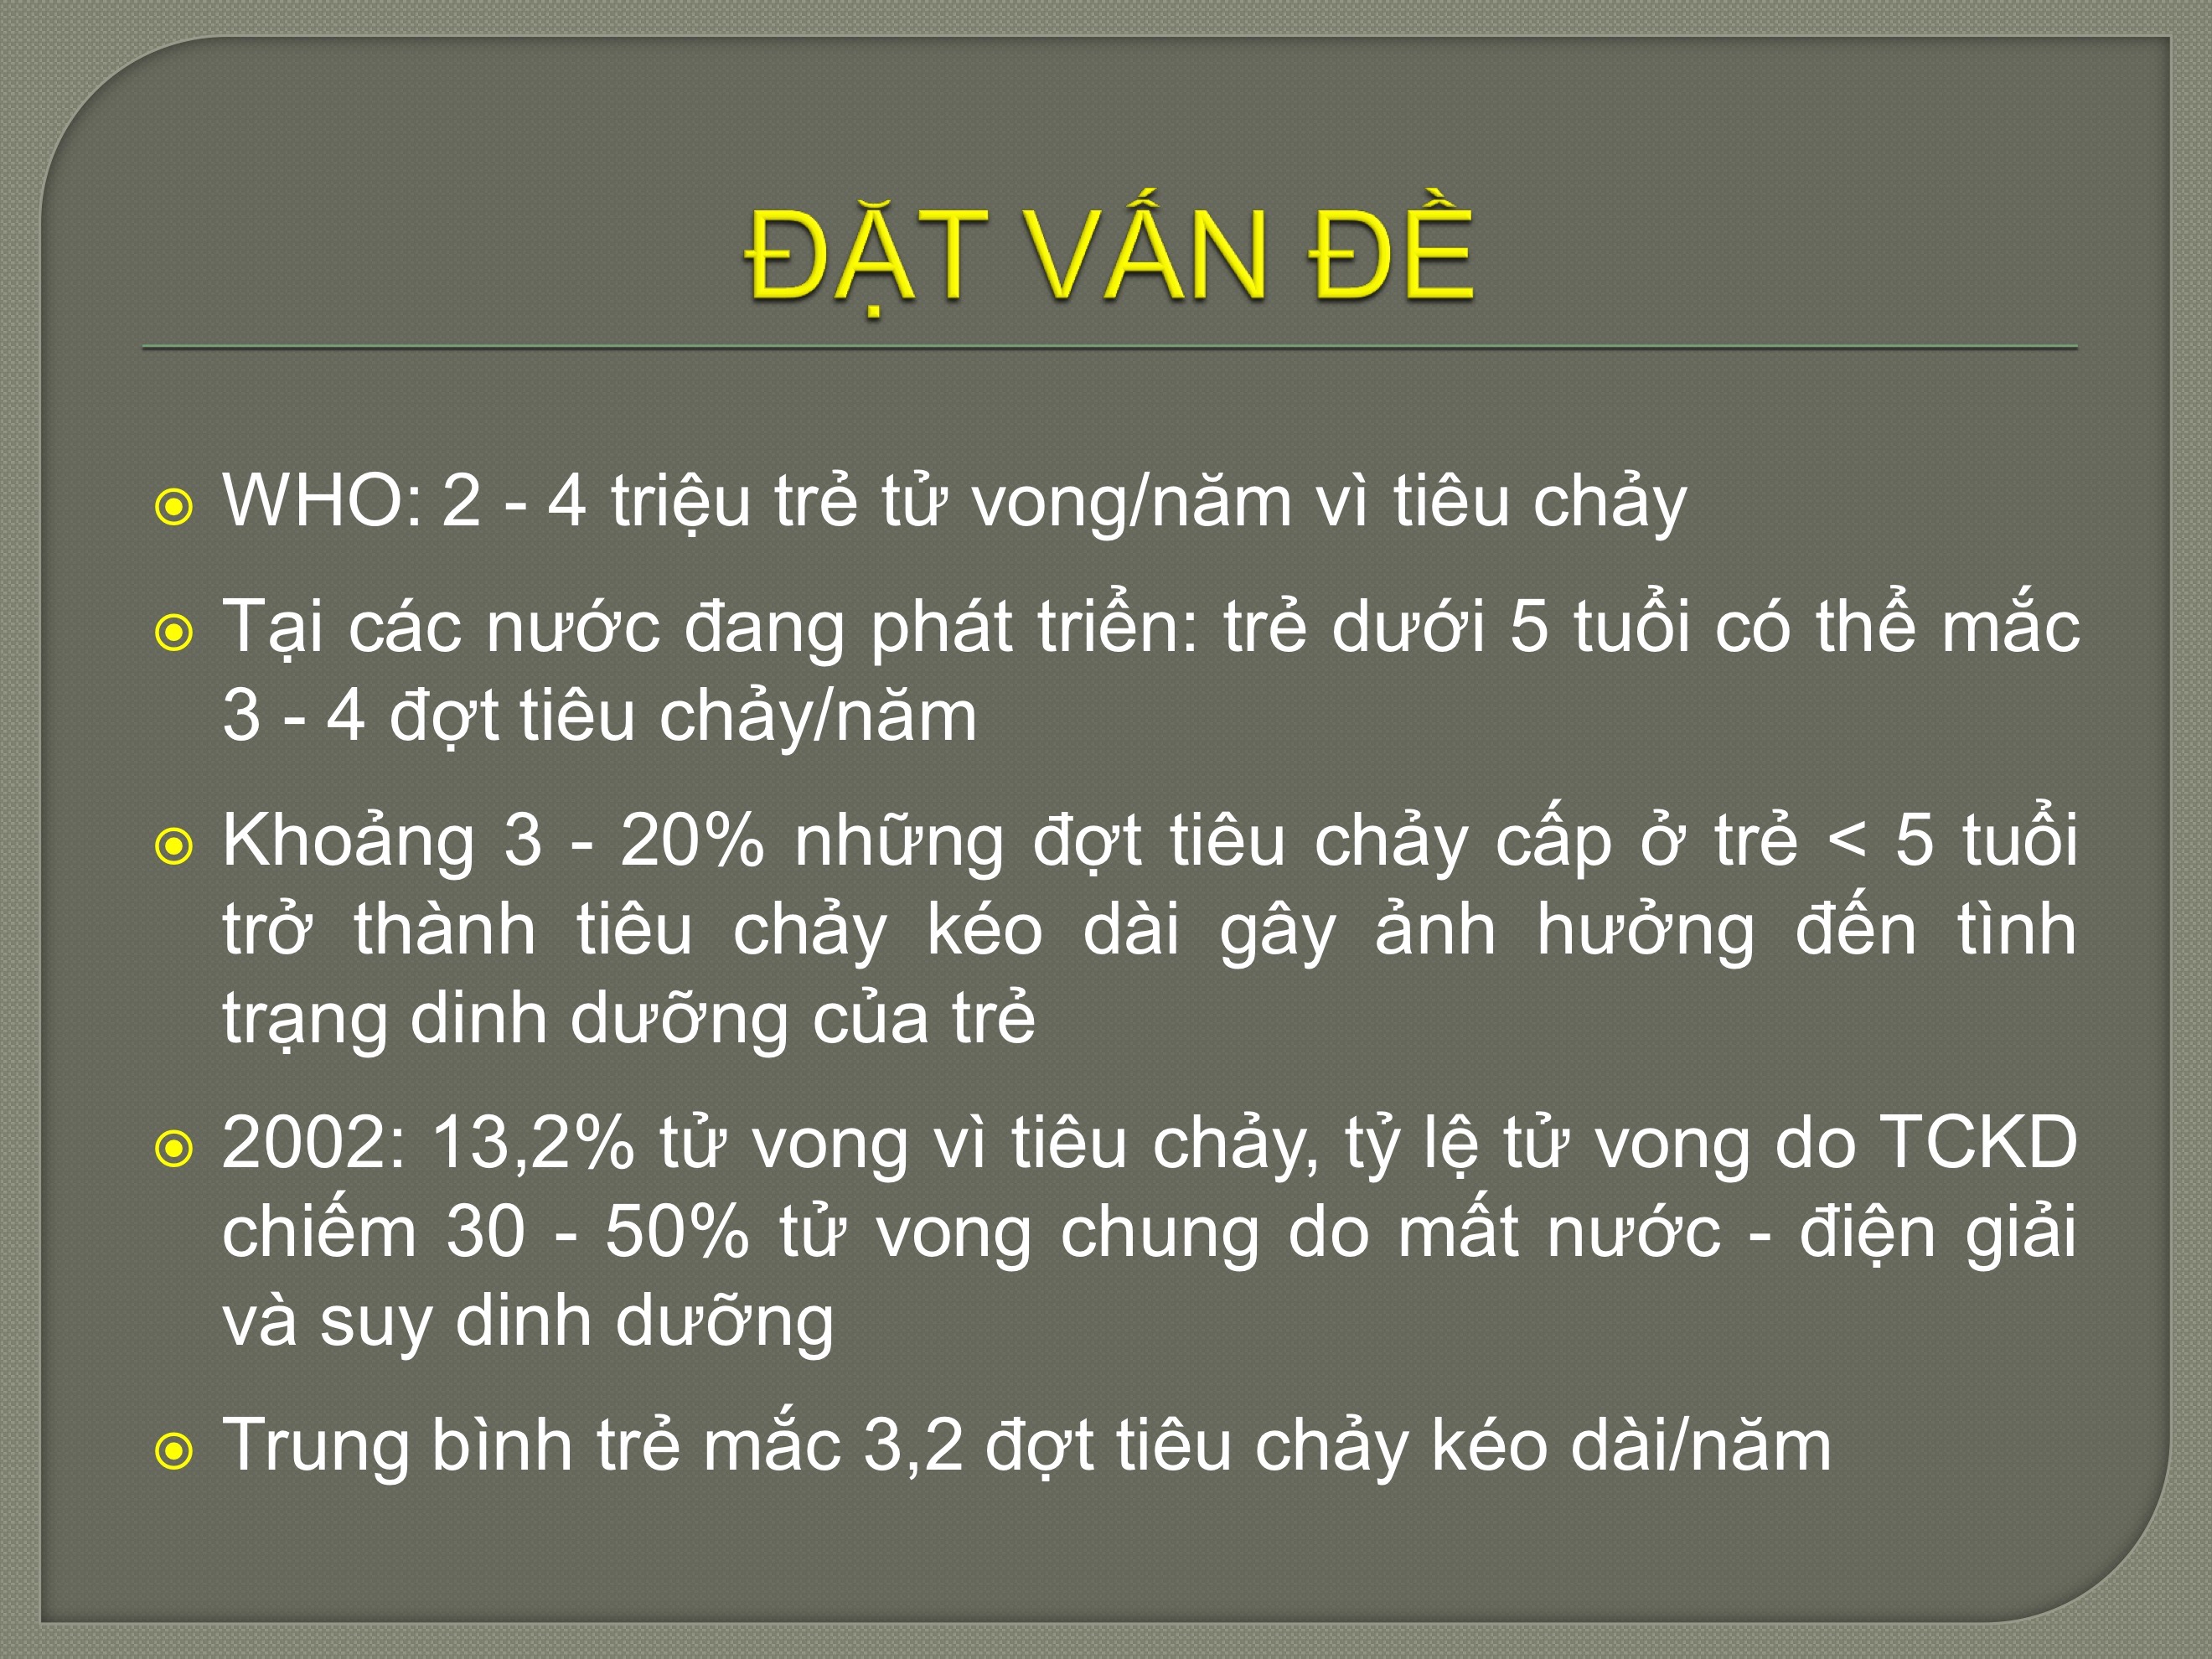 ĐẶT VẤN ĐỀ
WHO: 2 - 4 triệu trẻ tử vong/năm vì tiêu chảy
Tại các nước đang phát triển: trẻ dưới 5 tuổi có thể mắc
3 - 4 đợt tiêu chảy/năm
Khoảng 3 - 20% những đợt tiêu chảy cấp ở trẻ < 5 tuổi
trở thành tiêu chảy kéo dài gây ảnh hưởng đến tình
trạng dinh dưỡng của trẻ
2002: 13,2% tử vong vì tiêu chảy, tỷ lệ tử vong do TCKD
chiếm 30 - 50% tử vong chung do mất nước - điện giải
và suy dinh dưỡng
Trung bình trẻ mắc 3,2 đợt tiêu chảy kéo dài/năm